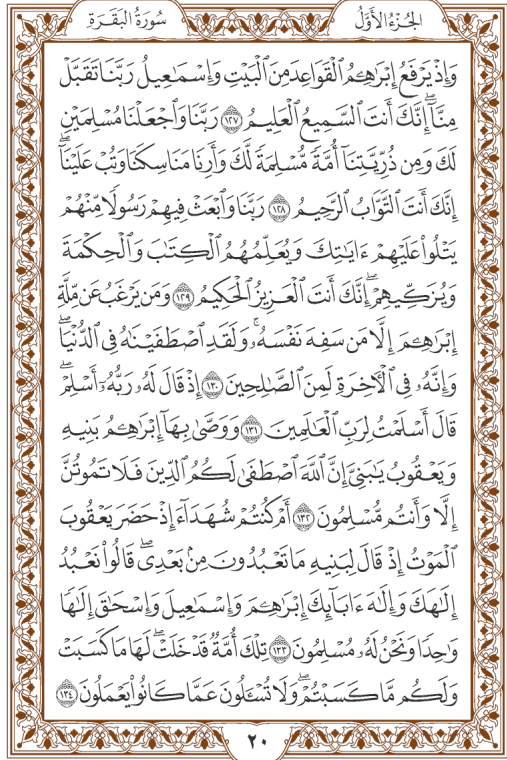 الجُزْءُ الأَوَّلُ
سُورَةُ البَقَرَةِ
وَإِذْ يَرْفَعُ إِبْرَٰهِـۧمُ ٱلْقَوَاعِدَ مِنَ ٱلْبَيْتِ وَإِسْمَٰعِيلُ رَبَّنَا تَقَبَّلْ
مِنَّآ ۖ إِنَّكَ أَنتَ ٱلسَّمِيعُ ٱلْعَلِيمُ ١٢٧ رَبَّنَا وَٱجْعَلْنَا مُسْلِمَيْنِ
لَكَ وَمِن ذُرِّيَّتِنَآ أُمَّةً مُّسْلِمَةً لَّكَ وَأَرِنَا مَنَاسِكَنَا وَتُبْ عَلَيْنَآ ۖ
إِنَّكَ أَنتَ ٱلتَّوَّابُ ٱلرَّحِيمُ ١٢٨ رَبَّنَا وَٱبْعَثْ فِيهِمْ رَسُولًا مِّنْهُمْ
يَتْلُوا۟ عَلَيْهِمْ ءَايَٰتِكَ وَيُعَلِّمُهُمُ ٱلْكِتَٰبَ وَٱلْحِكْمَةَ
وَيُزَكِّيهِمْ ۚ إِنَّكَ أَنتَ ٱلْعَزِيزُ ٱلْحَكِيمُ ١٢٩ وَمَن يَرْغَبُ عَن مِّلَّةِ
إِبْرَٰهِـۧمَ إِلَّا مَن سَفِهَ نَفْسَهُۥ ۚ وَلَقَدِ ٱصْطَفَيْنَٰهُ فِى ٱلدُّنْيَا ۖ
وَإِنَّهُۥ فِى ٱلْءَاخِرَةِ لَمِنَ ٱلصَّٰلِحِينَ ١٣٠ إِذْ قَالَ لَهُۥ رَبُّهُۥٓ أَسْلِمْ ۖ
قَالَ أَسْلَمْتُ لِرَبِّ ٱلْعَٰلَمِينَ ١٣١ وَوَصَّىٰ بِهَآ إِبْرَٰهِـۧمُ بَنِيهِ
وَيَعْقُوبُ يَٰبَنِىَّ إِنَّ ٱللَّهَ ٱصْطَفَىٰ لَكُمُ ٱلدِّينَ فَلَا تَمُوتُنَّ
إِلَّا وَأَنتُم مُّسْلِمُونَ ١٣٢ أَمْ كُنتُمْ شُهَدَآءَ إِذْ حَضَرَ يَعْقُوبَ
ٱلْمَوْتُ إِذْ قَالَ لِبَنِيهِ مَا تَعْبُدُونَ مِنۢ بَعْدِى ۖ قَالُوا۟ نَعْبُدُ
إِلَٰهَكَ وَإِلَٰهَ ءَابَآئِكَ إِبْرَٰهِـۧمَ وَإِسْمَٰعِيلَ وَإِسْحَٰقَ إِلَٰهًا
وَٰحِدًا وَنَحْنُ لَهُۥ مُسْلِمُونَ ١٣٣ تِلْكَ أُمَّةٌ قَدْ خَلَتْ ۖ لَهَا مَا كَسَبَتْ
وَلَكُم مَّا كَسَبْتُمْ ۖ وَلَا تُسْـَٔلُونَ عَمَّا كَانُوا۟ يَعْمَلُونَ ١٣٤
٢٠